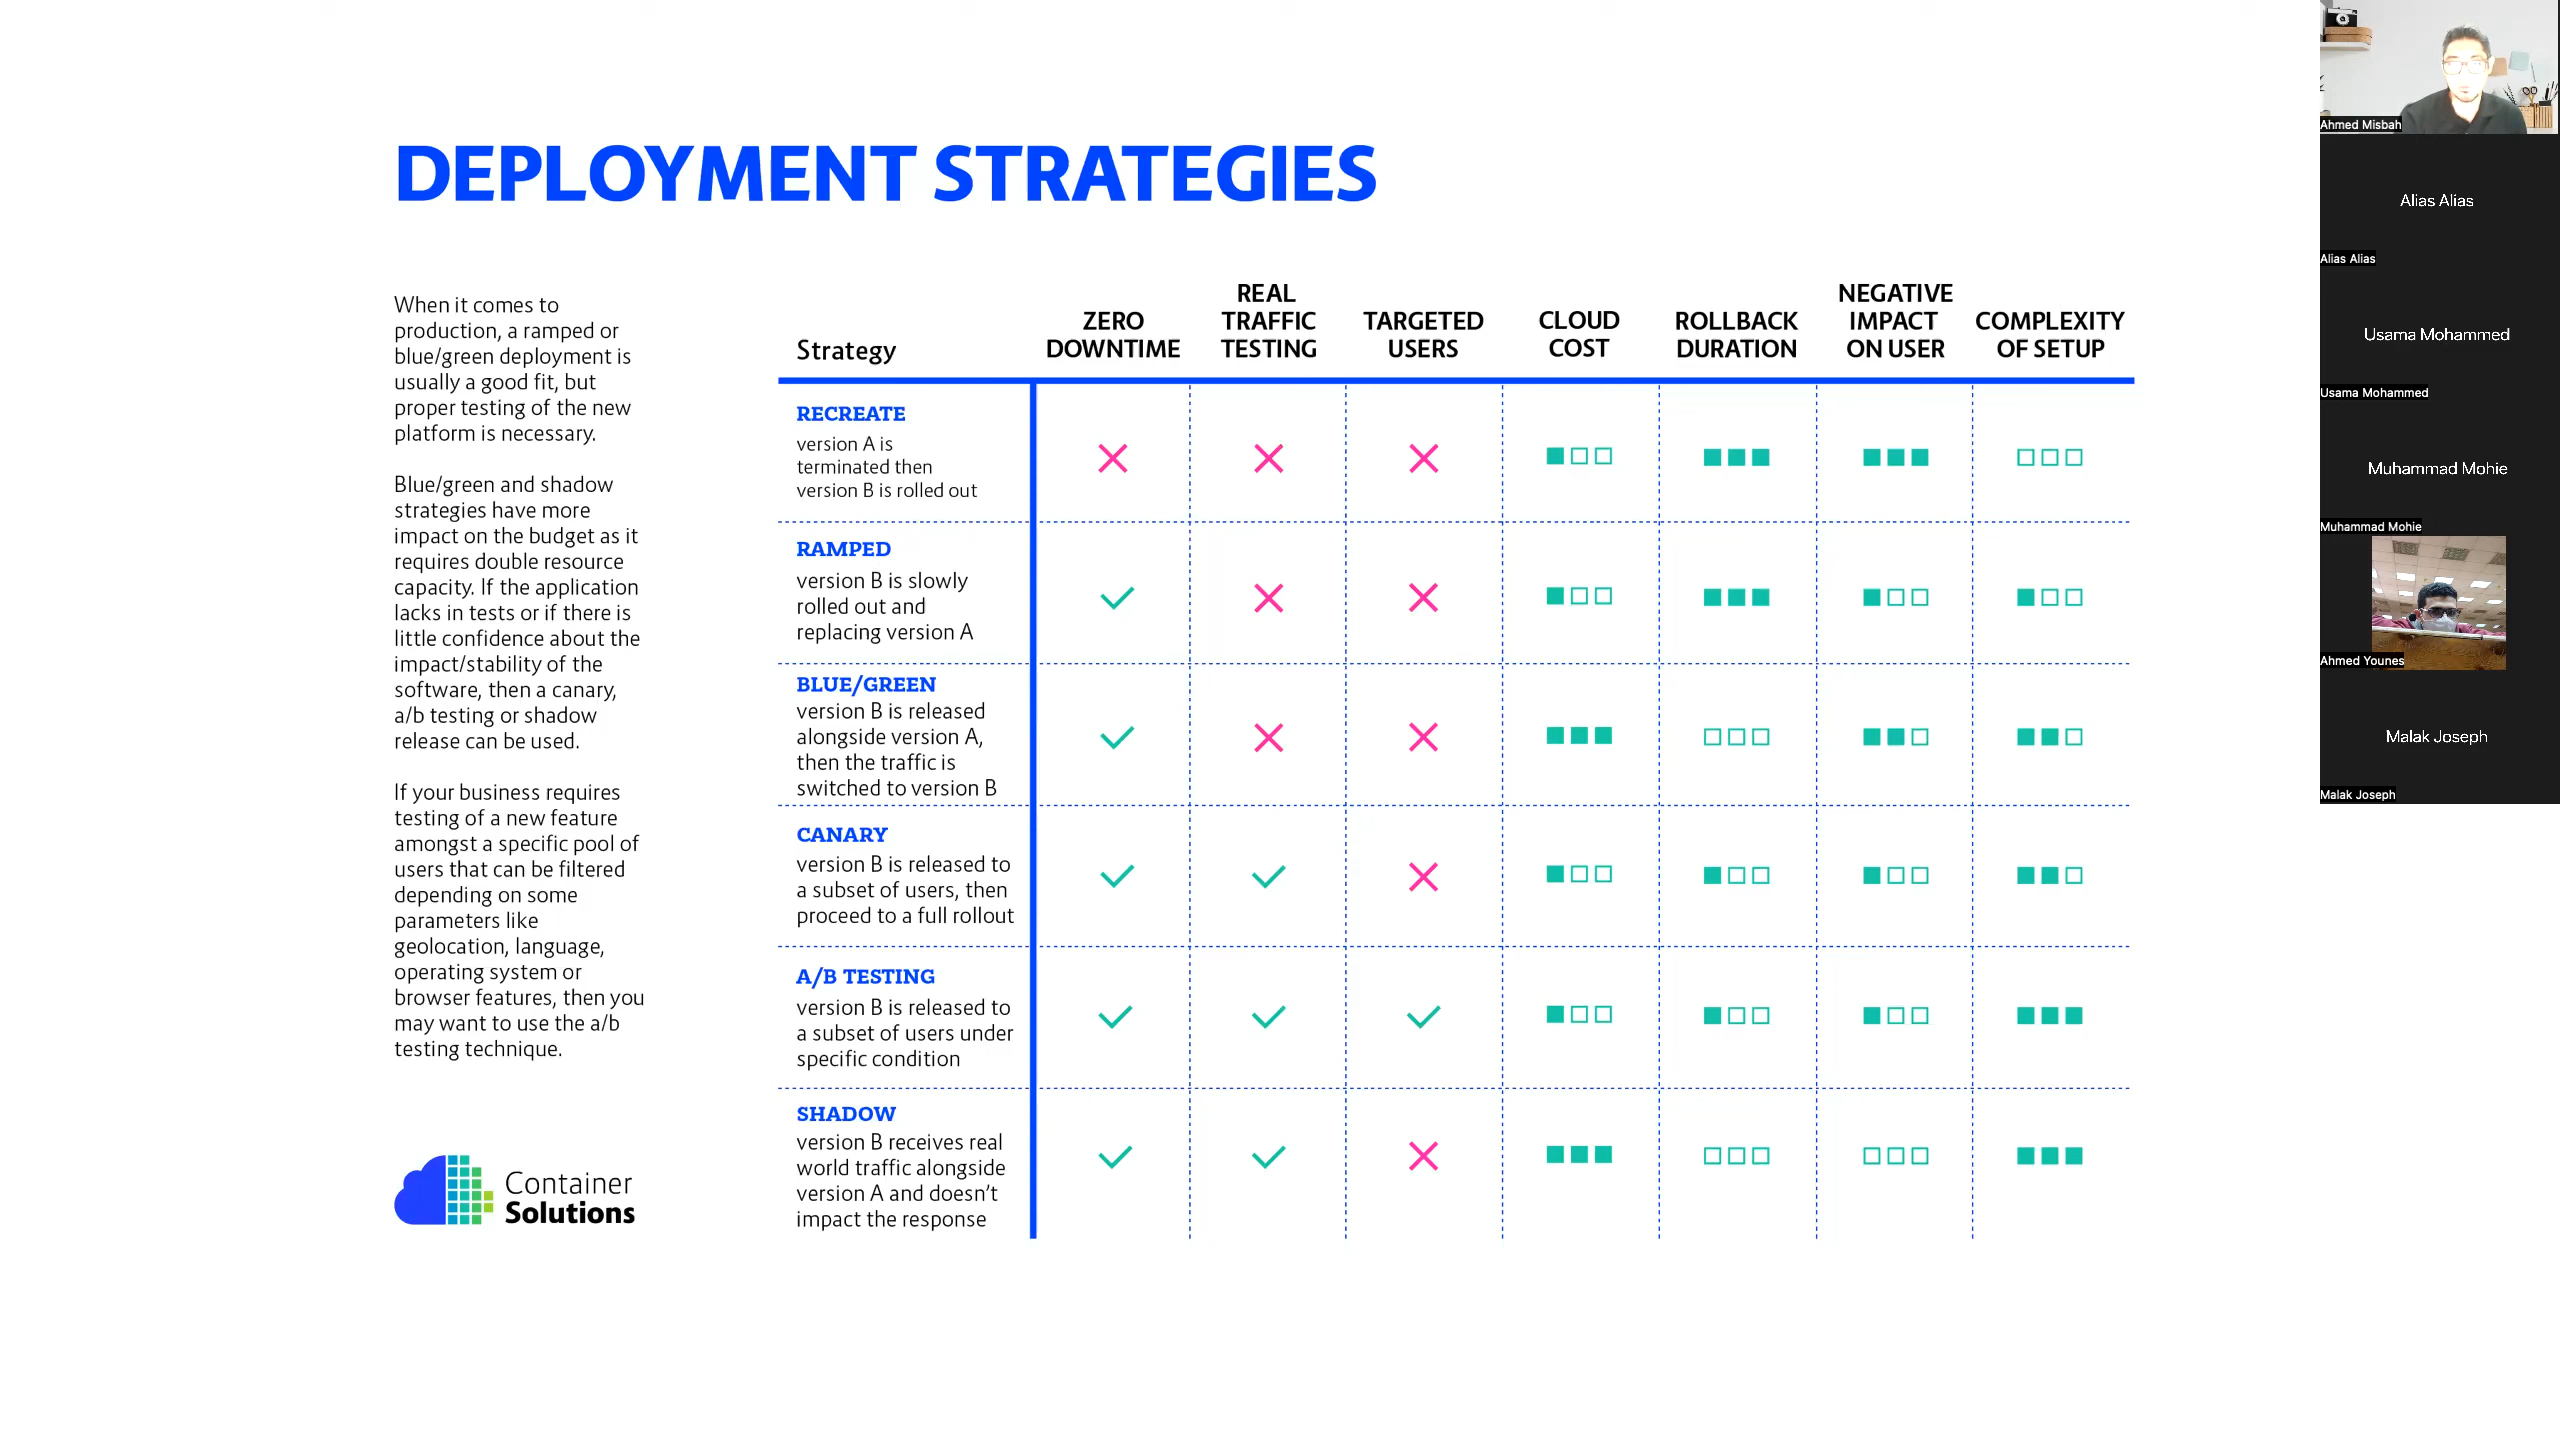 DEPLOYMENT STRATEGIES
When it comes to
production, a ramped or
blue/green deployment is
usually a good fit, but
proper testing of the new
platform is necessary.
Blue/green and shadow
strategies have more
impact on the budget as it
requires double resource
capacity. If the application
lacks in tests or if there is
little confidence about the
impact/stability of the
software, then a canary,
a/b testing or shadow
release can be used.
If your business requires
testing of a new feature
amongst a specific pool of
users that can be filtered
depending on some
parameters like
geolocation, language,
operating system or
browser features, then you
may want to use the a/b
testing technique.
Container
Solutions
Strategy
ZERO
DOWNTIME
REAL
TRAFFIC
TESTING
TARGETED
USERS
CLOUD
COST
ROLLBACK
DURATION
NEGATIVE
IMPACT
ON USER
COMPLEXITY
OF SETUP
RECREATE
version A is
terminated then
version B is rolled out
RAMPED
version B is slowly
rolled out and
replacing version A
BLUE/GREEN
version B is released
alongside version A,
then the traffic is
switched to version B
CANARY
version B is released to
a subset of users, then
proceed to a full rollout
A/B TESTING
version B is released to
a subset of users under
specific condition
SHADOW
version B receives real
world traffic alongside
version A and doesn't
impact the response
Ahmed Misbah
Alias Alias
Alias Alias
Usama Mohammed
Usama Mohammed
Muhammad Mohie
Muhammad Mohie
Ahmed Younes
Malak Joseph
Malak Joseph